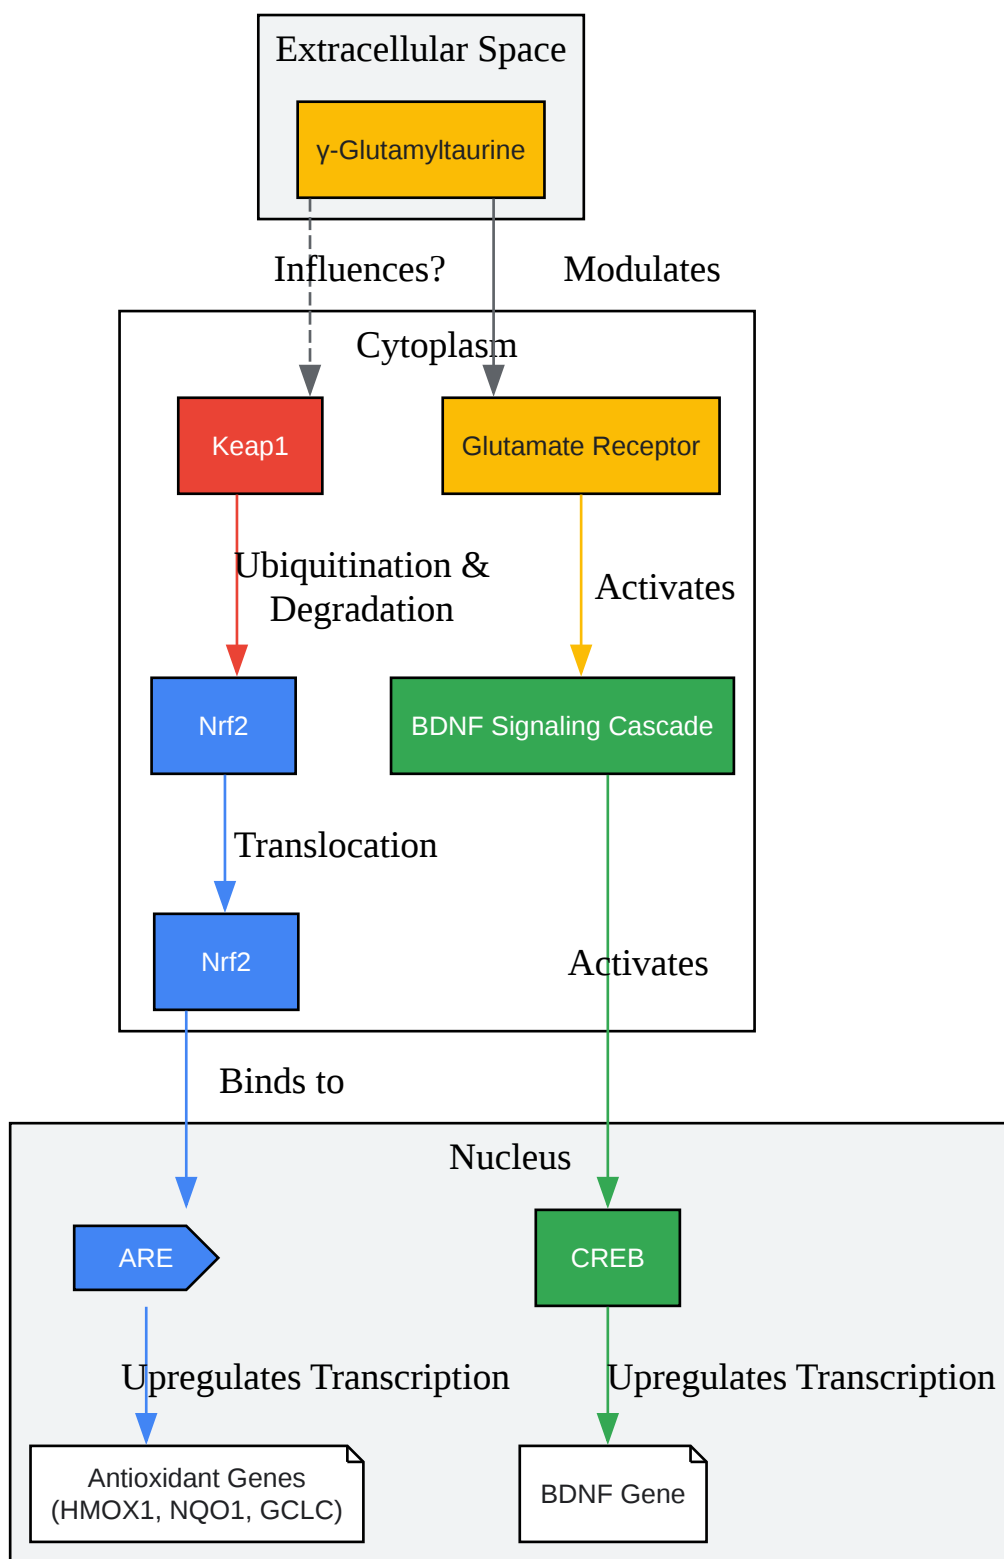 Extracellular Space
γ-Glutamyltaurine
Influences?
Modulates
Cytoplasm
Keap1
Glutamate Receptor
Ubiquitination &
Degradation
Activates
Nrf2
BDNF Signaling Cascade
Translocation
Nrf2
Activates
Binds to
Nucleus
ARE
CREB
Upregulates Transcription
Upregulates Transcription
Antioxidant Genes
(HMOX1, NQO1, GCLC)
BDNF Gene